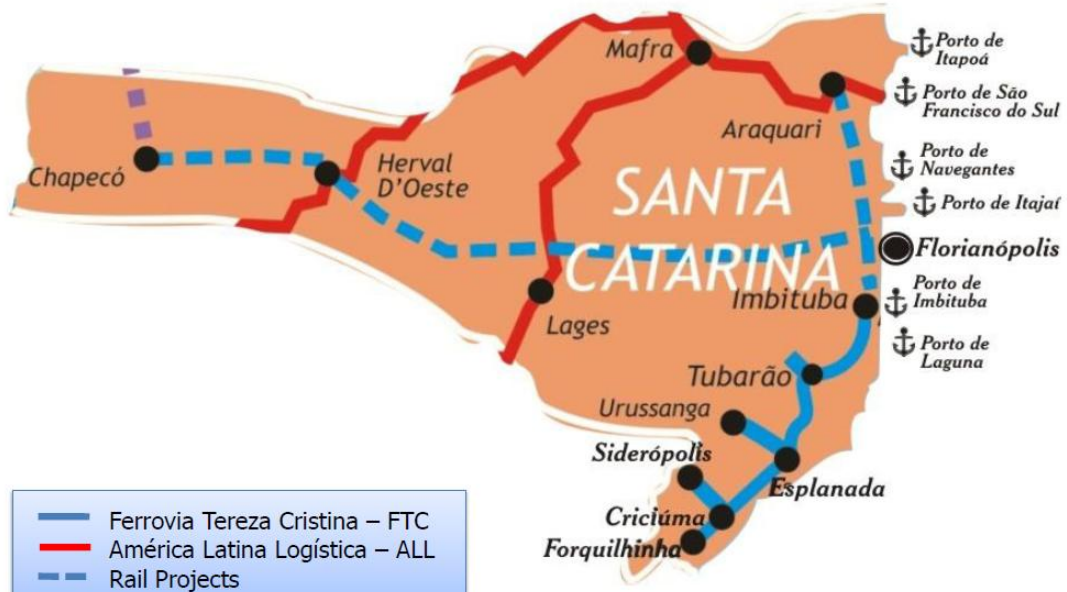 Mafra
Porto de
Itapoá
Porto de São
Francisco do Sul
Araquari
Porto de
Navegantes
Chapecó
Herval
D'Oeste
SANTA
CATARINA
Porto de Itajaí
Florianópolis
Imbituba
Porto de
Imbituba
Lages
Porto de
Laguna
Tubarão
Urussanga
Siderópolis
Esplanada
Criciúma
Forquilhinha
Ferrovia Tereza Cristina – FTC
América Latina Logística – ALL
Rail Projects